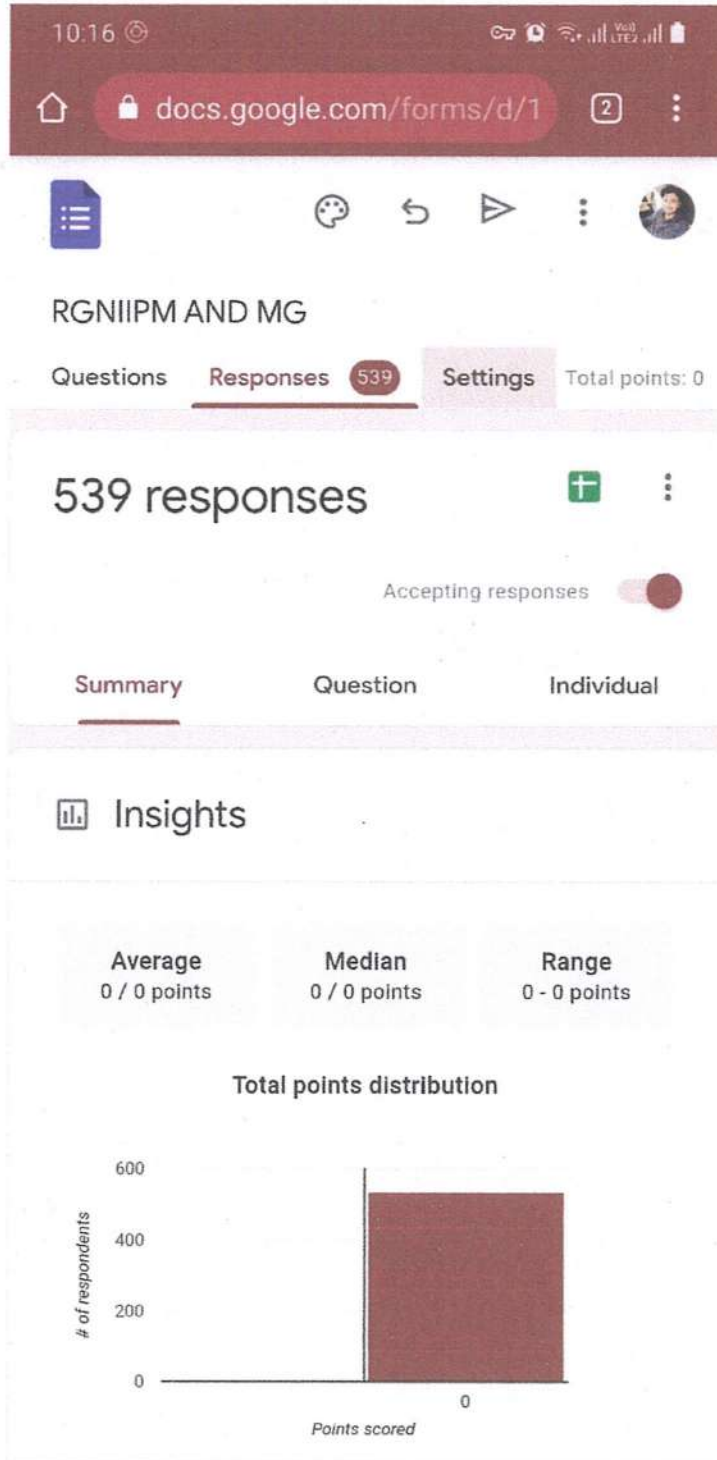 10:16
Vo)) LTE2
docs.google.com/forms/d/1 2
RGNIIPM AND MG
Questions Responses 539 Settings Total points: 0
539 responses
Accepting responses
Summary Question Individual
Insights
Average Median Range
0 / 0 points 0 / 0 points 0 - 0 points
Total points distribution
600
400
200
0
# of respondents
0
Points scored